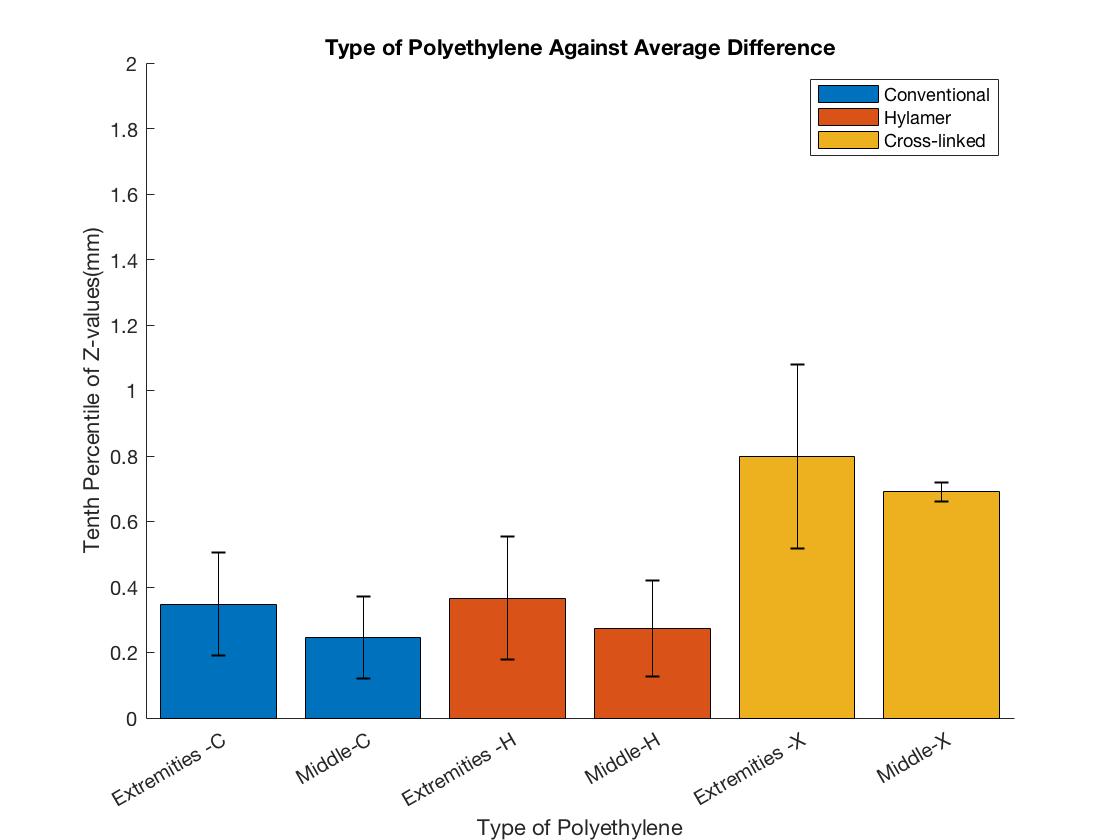 Type of Polyethylene Against Average Difference
Conventional
Hylamer
Cross-linked
Tenth Percentile of Z-values(mm)
2
1.8
1.6
1.4
1.2
1
0.8
0.6
0.4
0.2
0
Extremities -C
Middle-C
Extremities -H
Middle-H
Extremities -X
Middle-X
Type of Polyethylene